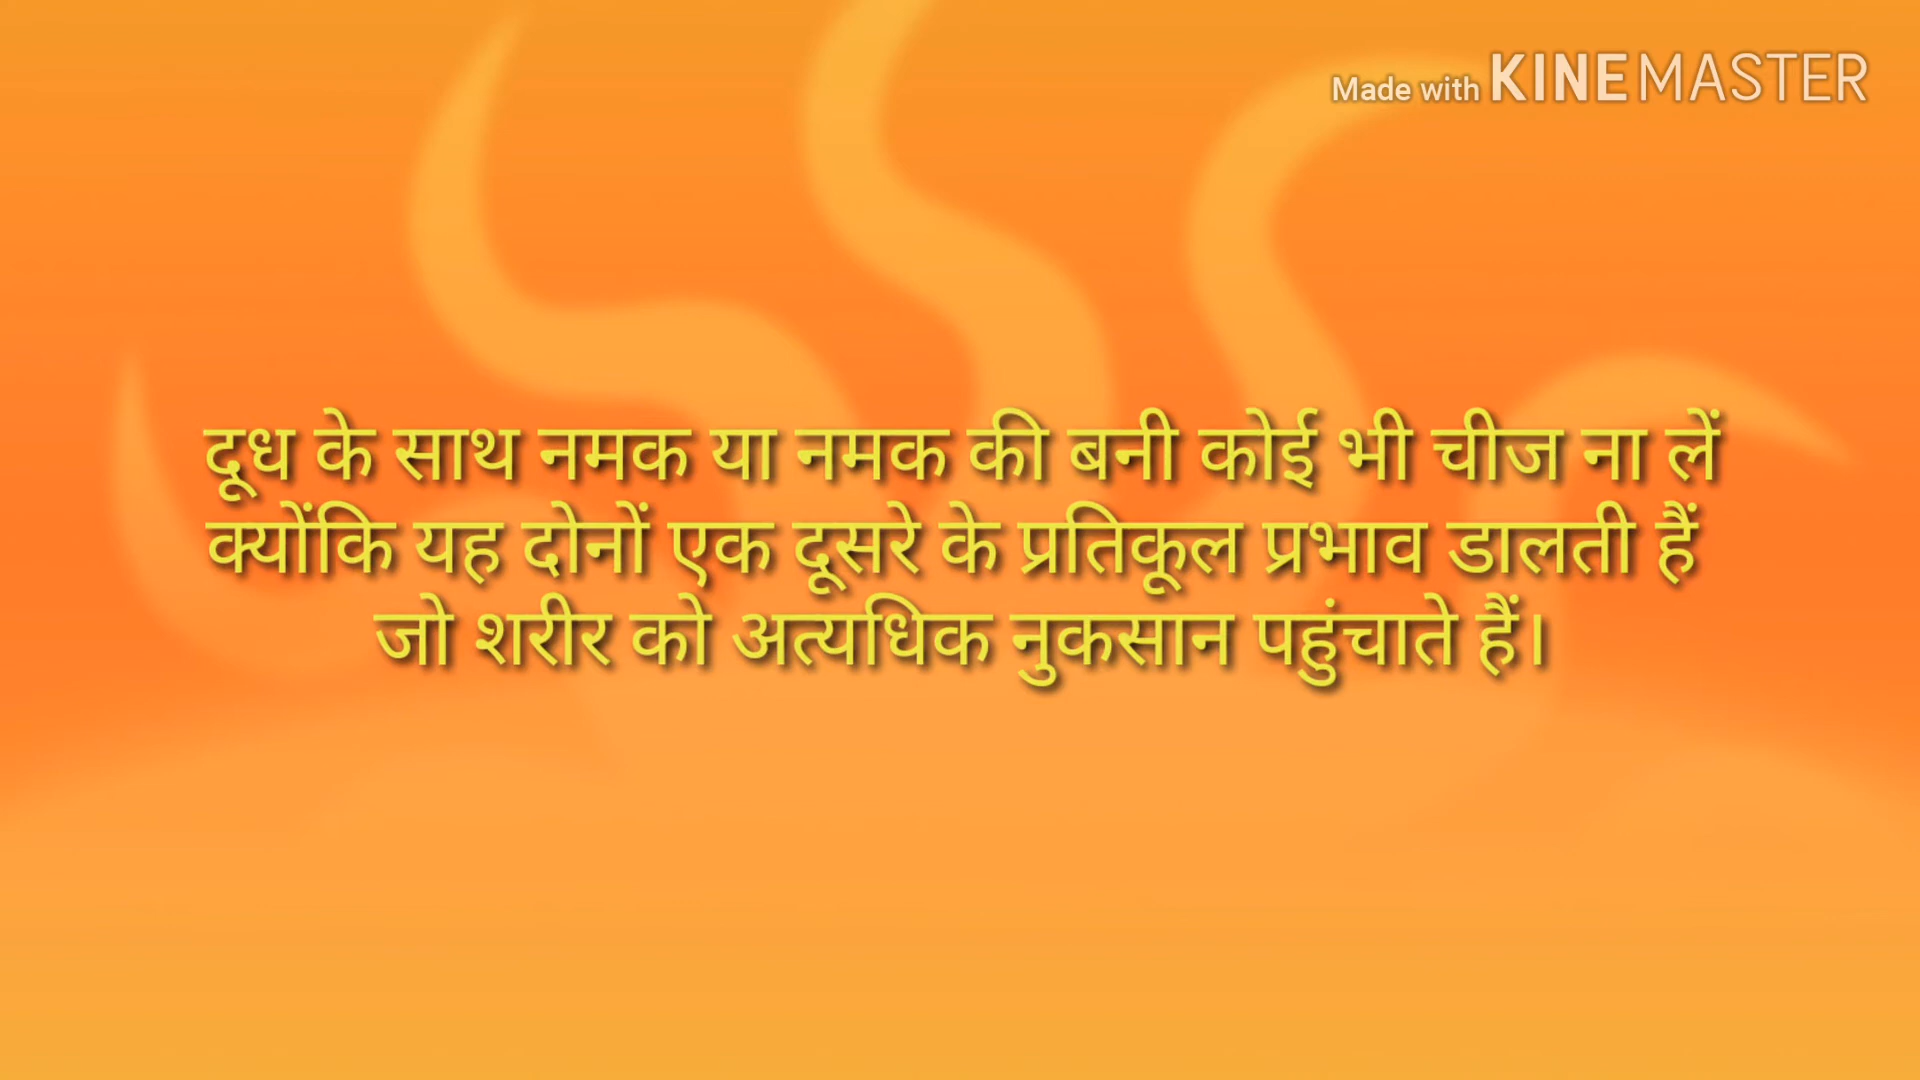 Made with KINEMASTER
दूध के साथ नमक या नमक की बनी कोई भी चीज ना लें
क्योंकि यह दोनों एक दूसरे के प्रतिकूल प्रभाव डालती हैं
जो शरीर को अत्यधिक नुकसान पहुंचाते हैं।